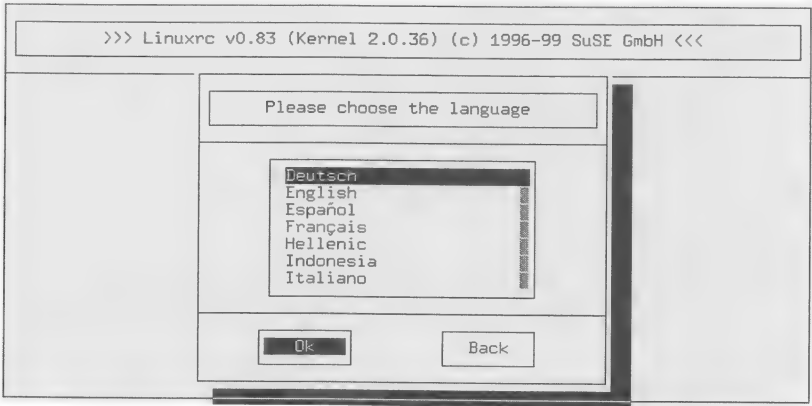 >>> Linuxrc v0.83 (Kernel 2.0.36) (c) 1996-99 SuSE GmbH <<<
Please choose the language
Deutsch
English
Español
Français
Hellenic
Indonesia
Italiano
Ok Back